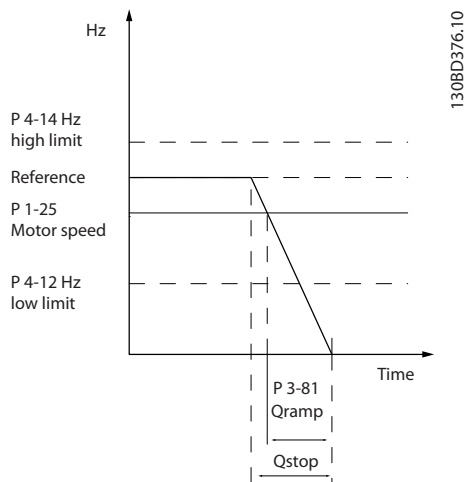 Hz
130BD376.10
P 4-14 Hz
high limit
Reference
P 1-25
Motor speed
P 4-12 Hz
low limit
Time
P 3-81
Qramp
Qstop